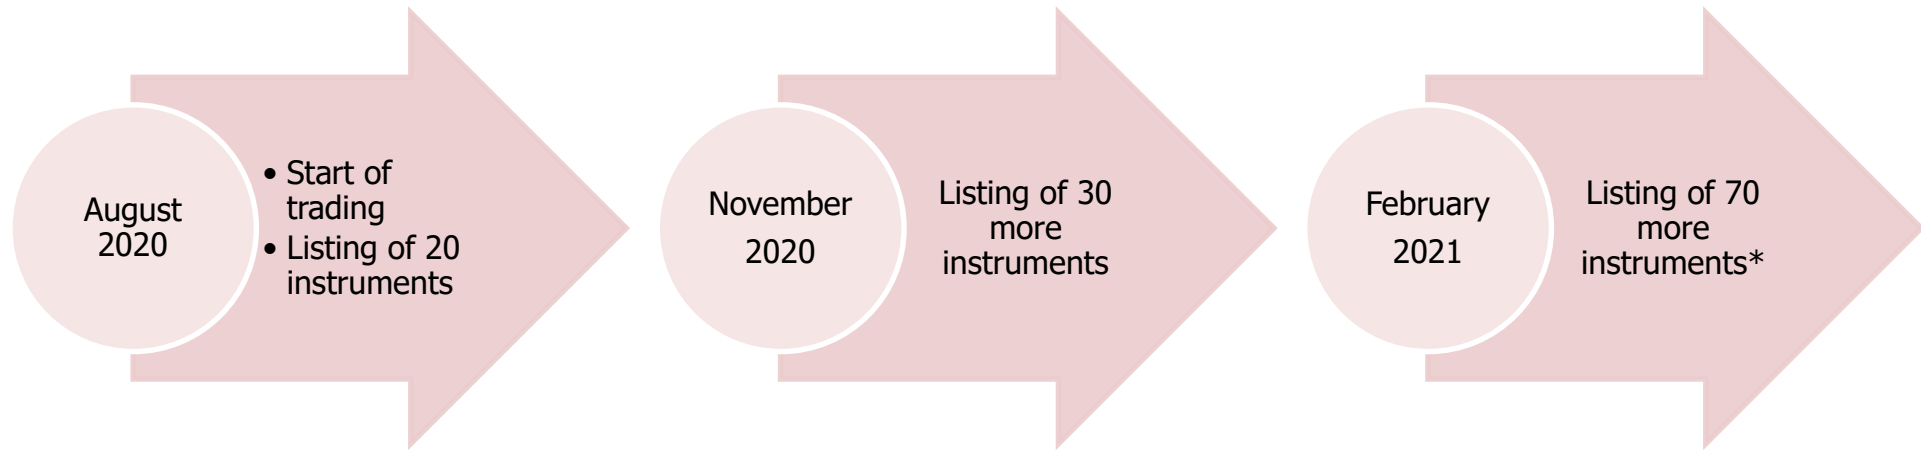 August
2020
• Start of
trading
• Listing of 20
instruments
November
2020
Listing of 30
more
instruments
February
2021
Listing of 70
more
instruments*